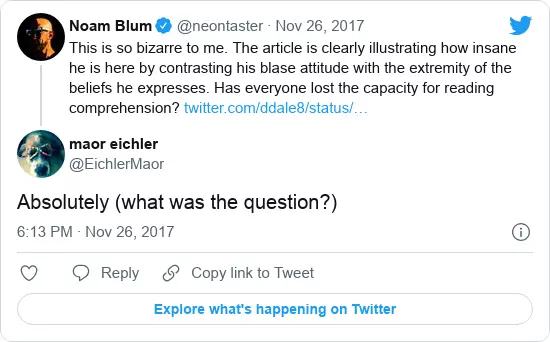 Noam Blum @neontaster · Nov 26, 2017
This is so bizarre to me. The article is clearly illustrating how insane
he is here by contrasting his blase attitude with the extremity of the
beliefs he expresses. Has everyone lost the capacity for reading
comprehension? twitter.com/ddale8/status/…
maor eichler
@EichlerMaor
Absolutely (what was the question?)
6:13 PM · Nov 26, 2017
Reply
Copy link to Tweet
Explore what's happening on Twitter